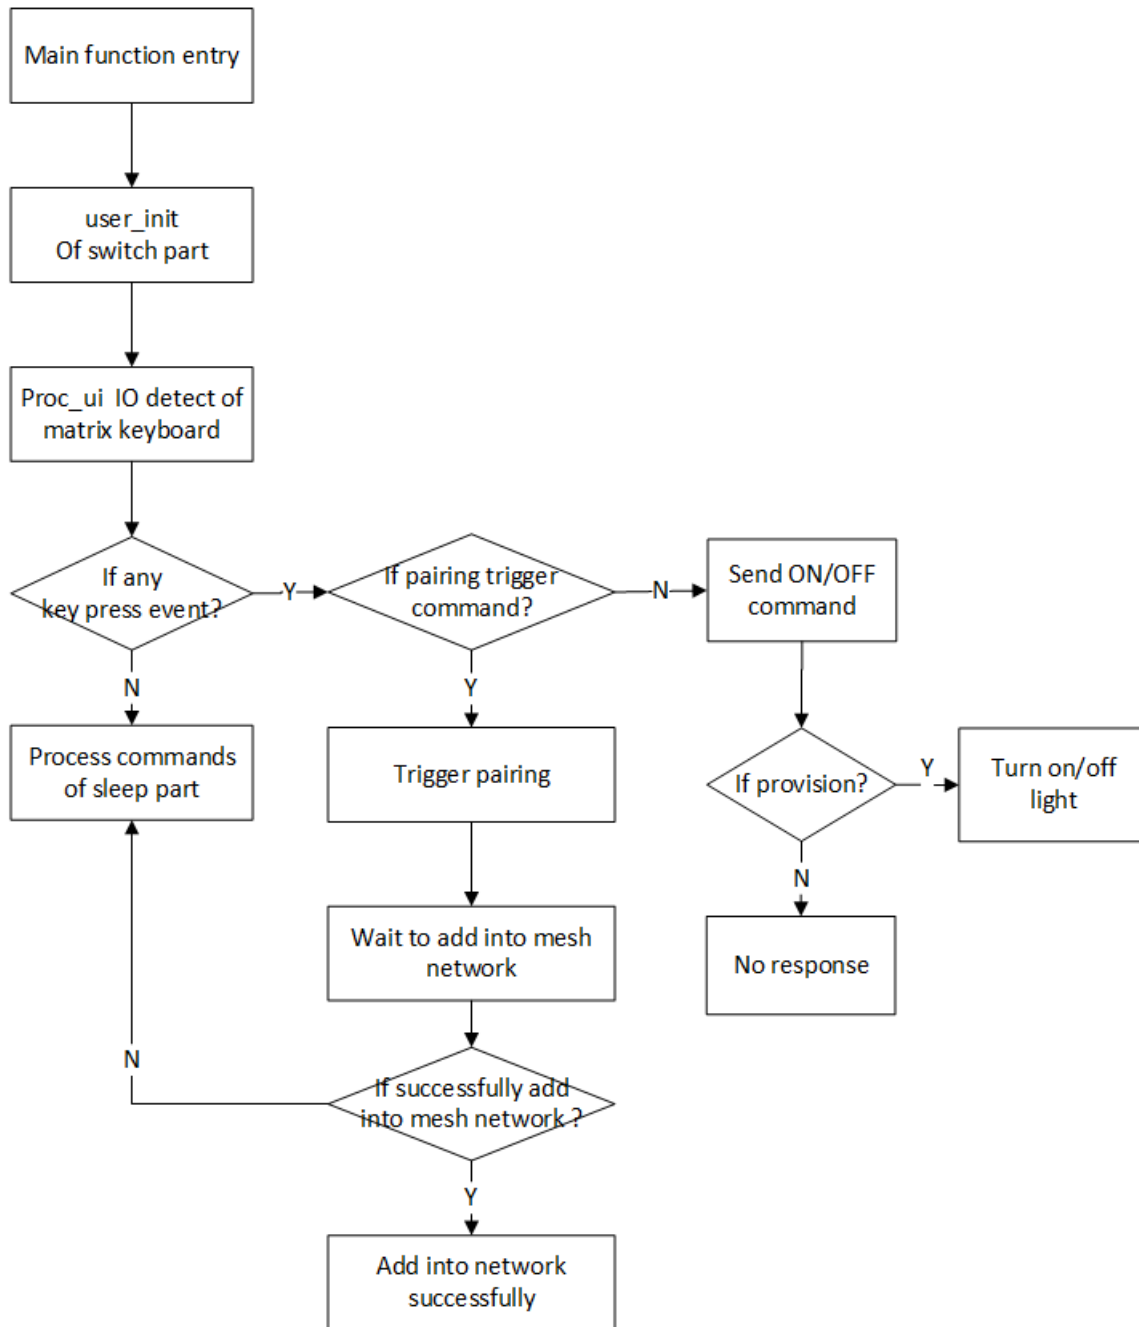 Main function entry
user_init
Of switch part
Proc_ui  IO detect of
matrix keyboard
If any
key press event?
Y
If pairing trigger
command?
N
Send ON/OFF
command
N
Y
Process commands
of sleep part
Trigger pairing
If provision?
Y
Turn on/off
light
N
Wait to add into mesh
network
No response
N
If successfully add
into mesh network ?
Y
Add into network
successfully